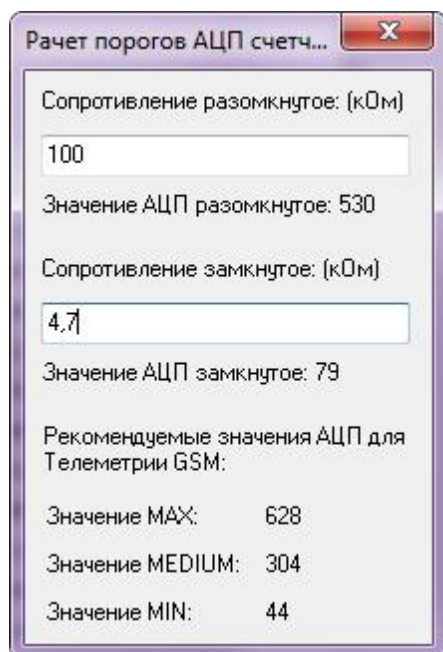 Рачет порогов АЦП счетч...
Сопротивление разомкнутое: (кОм)
100
Значение АЦП разомкнутое: 530
Сопротивление замкнутое: (кОм)
4,7
Значение АЦП замкнутое: 79
Рекомендуемые значения АЦП для
Телеметрии GSM:
Значение MAX: 628
Значение MEDIUM: 304
Значение MIN: 44